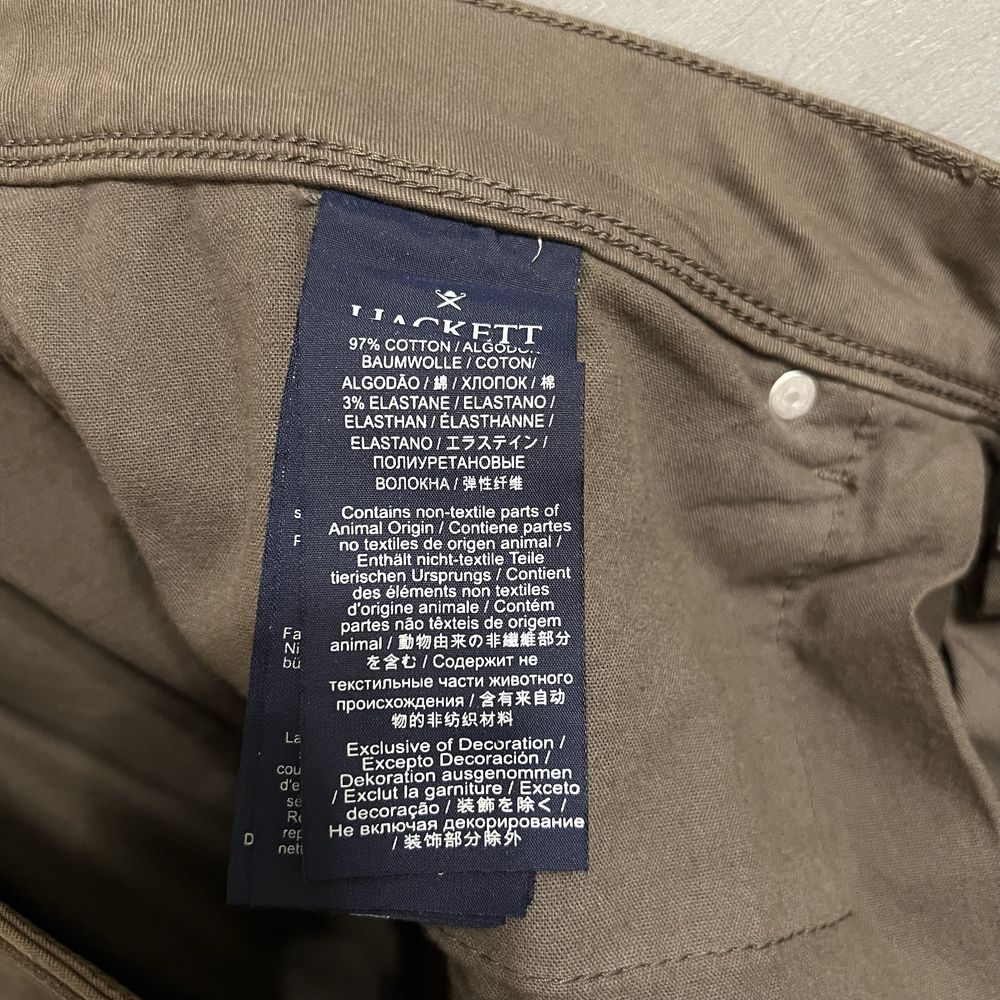 HACKETT
97% COTTON / ALGODON
BAUMWOLLE / COTON/
ALGODÃO / 綿 / ХЛОПОК / 棉
3% ELASTANE / ELASTANO /
ELASTHAN / ÉLASTHANNE /
ELASTANO / エラステイン /
ПОЛИУРЕТАНОВЫЕ
ВОЛОКНА / 弹性纤维
Contains non-textile parts of
Animal Origin / Contiene partes
no textiles de origen animal /
Enthält nicht-textile Teile
tierischen Ursprungs / Contient
des éléments non textiles
d'origine animale / Contém
partes não têxteis de origem
animal / 動物由来の非繊維部分
を含む / Содержит не
текстильные части животного
происхождения / 含有来自动
物的非纺织材料
Exclusive of Decoration /
Excepto Decoración /
Dekoration ausgenommen
/ Exclut la garniture / Exceto
decoração / 装飾を除く /
Не включая декорирование
/ 装饰部分除外
D